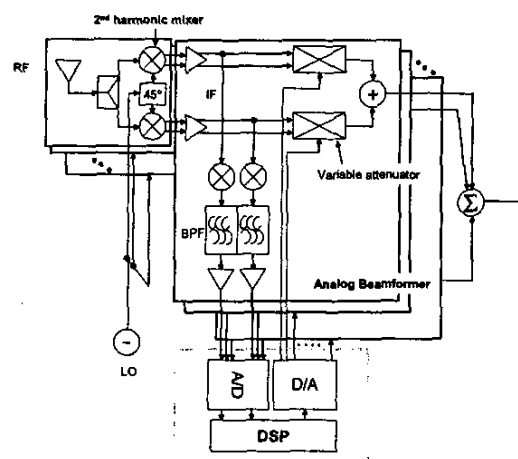 2nd harmonic mixer
RF
45°
IF
+
Variable attenuator
Σ
BPF
Analog Beamformer
~
LO
A/D
D/A
DSP